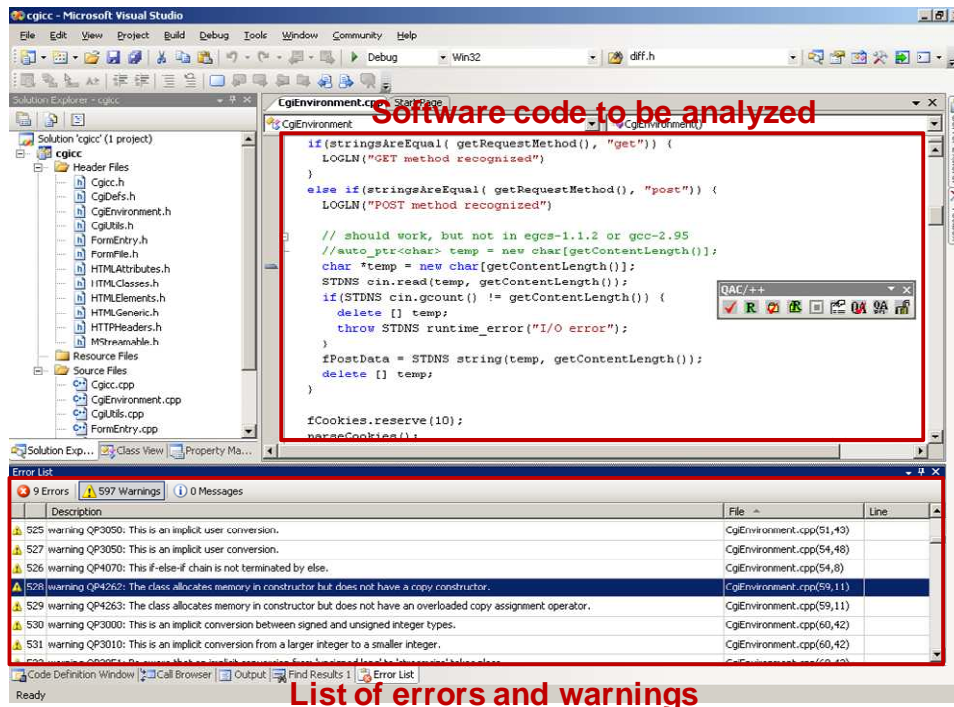 cgicc - Microsoft Visual Studio
File Edit View Project Build Debug Tools Window Community Help
Debug Win32 diff.h
Solution Explorer - cgicc
CgiEnvironment.cpp Start Page
Software code to be analyzed
CgiEnvironment CgiEnvironment()
Solution 'cgicc' (1 project)
cgicc
Header Files
Cgicc.h
CgiDefs.h
CgiEnvironment.h
CgiUtils.h
FormEntry.h
FormFile.h
HTMLAttributes.h
HTMLClasses.h
HTMLElements.h
HTMLGeneric.h
HTTPHeaders.h
MStreamable.h
Resource Files
Source Files
Cgicc.cpp
CgiEnvironment.cpp
CgiUtils.cpp
FormEntry.cpp
Solution Exp... Class View Property Ma...
if(stringsAreEqual( getRequestMethod(), "get")) {
LOGLN("GET method recognized")
}
else if(stringsAreEqual( getRequestMethod(), "post")) {
LOGLN("POST method recognized")
// should work, but not in egcs-1.1.2 or gcc-2.95
//auto_ptr<char> temp = new char[getContentLength()];
char *temp = new char[getContentLength()];
STDNS cin.read(temp, getContentLength());
if(STDNS cin.gcount() != getContentLength()) {
delete [] temp;
throw STDNS runtime_error("I/O error");
}
fPostData = STDNS string(temp, getContentLength());
delete [] temp;
}
fCookies.reserve(10);
parseCookies();
QAC/++
Error List
9 Errors 597 Warnings 0 Messages
Description File Line
525 warning QP3050: This is an implicit user conversion. CgiEnvironment.cpp(51,43)
527 warning QP3050: This is an implicit user conversion. CgiEnvironment.cpp(54,48)
526 warning QP4070: This if-else-if chain is not terminated by else. CgiEnvironment.cpp(54,8)
528 warning QP4262: The class allocates memory in constructor but does not have a copy constructor. CgiEnvironment.cpp(59,11)
529 warning QP4263: The class allocates memory in constructor but does not have an overloaded copy assignment operator. CgiEnvironment.cpp(59,11)
530 warning QP3000: This is an implicit conversion between signed and unsigned integer types. CgiEnvironment.cpp(60,42)
531 warning QP3010: This is an implicit conversion from a larger integer to a smaller integer. CgiEnvironment.cpp(60,42)
Code Definition Window Call Browser Output Find Results 1 Error List
Ready
List of errors and warnings